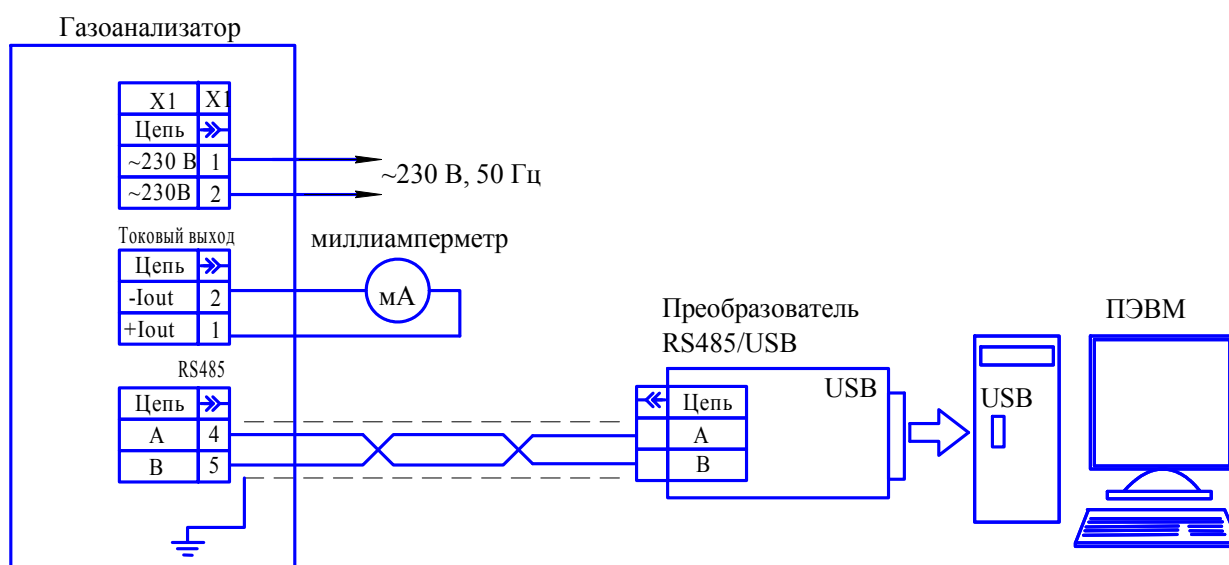 Газоанализатор
X1 X1
Цепь
~230 В 1
~230В 2
~230 В, 50 Гц
Токовый выход
Цепь
-Iout 2
+Iout 1
миллиамперметр
мА
RS485
Цепь
А 4
В 5
Преобразователь
RS485/USB
USB
Цепь
А
В
ПЭВМ
USB